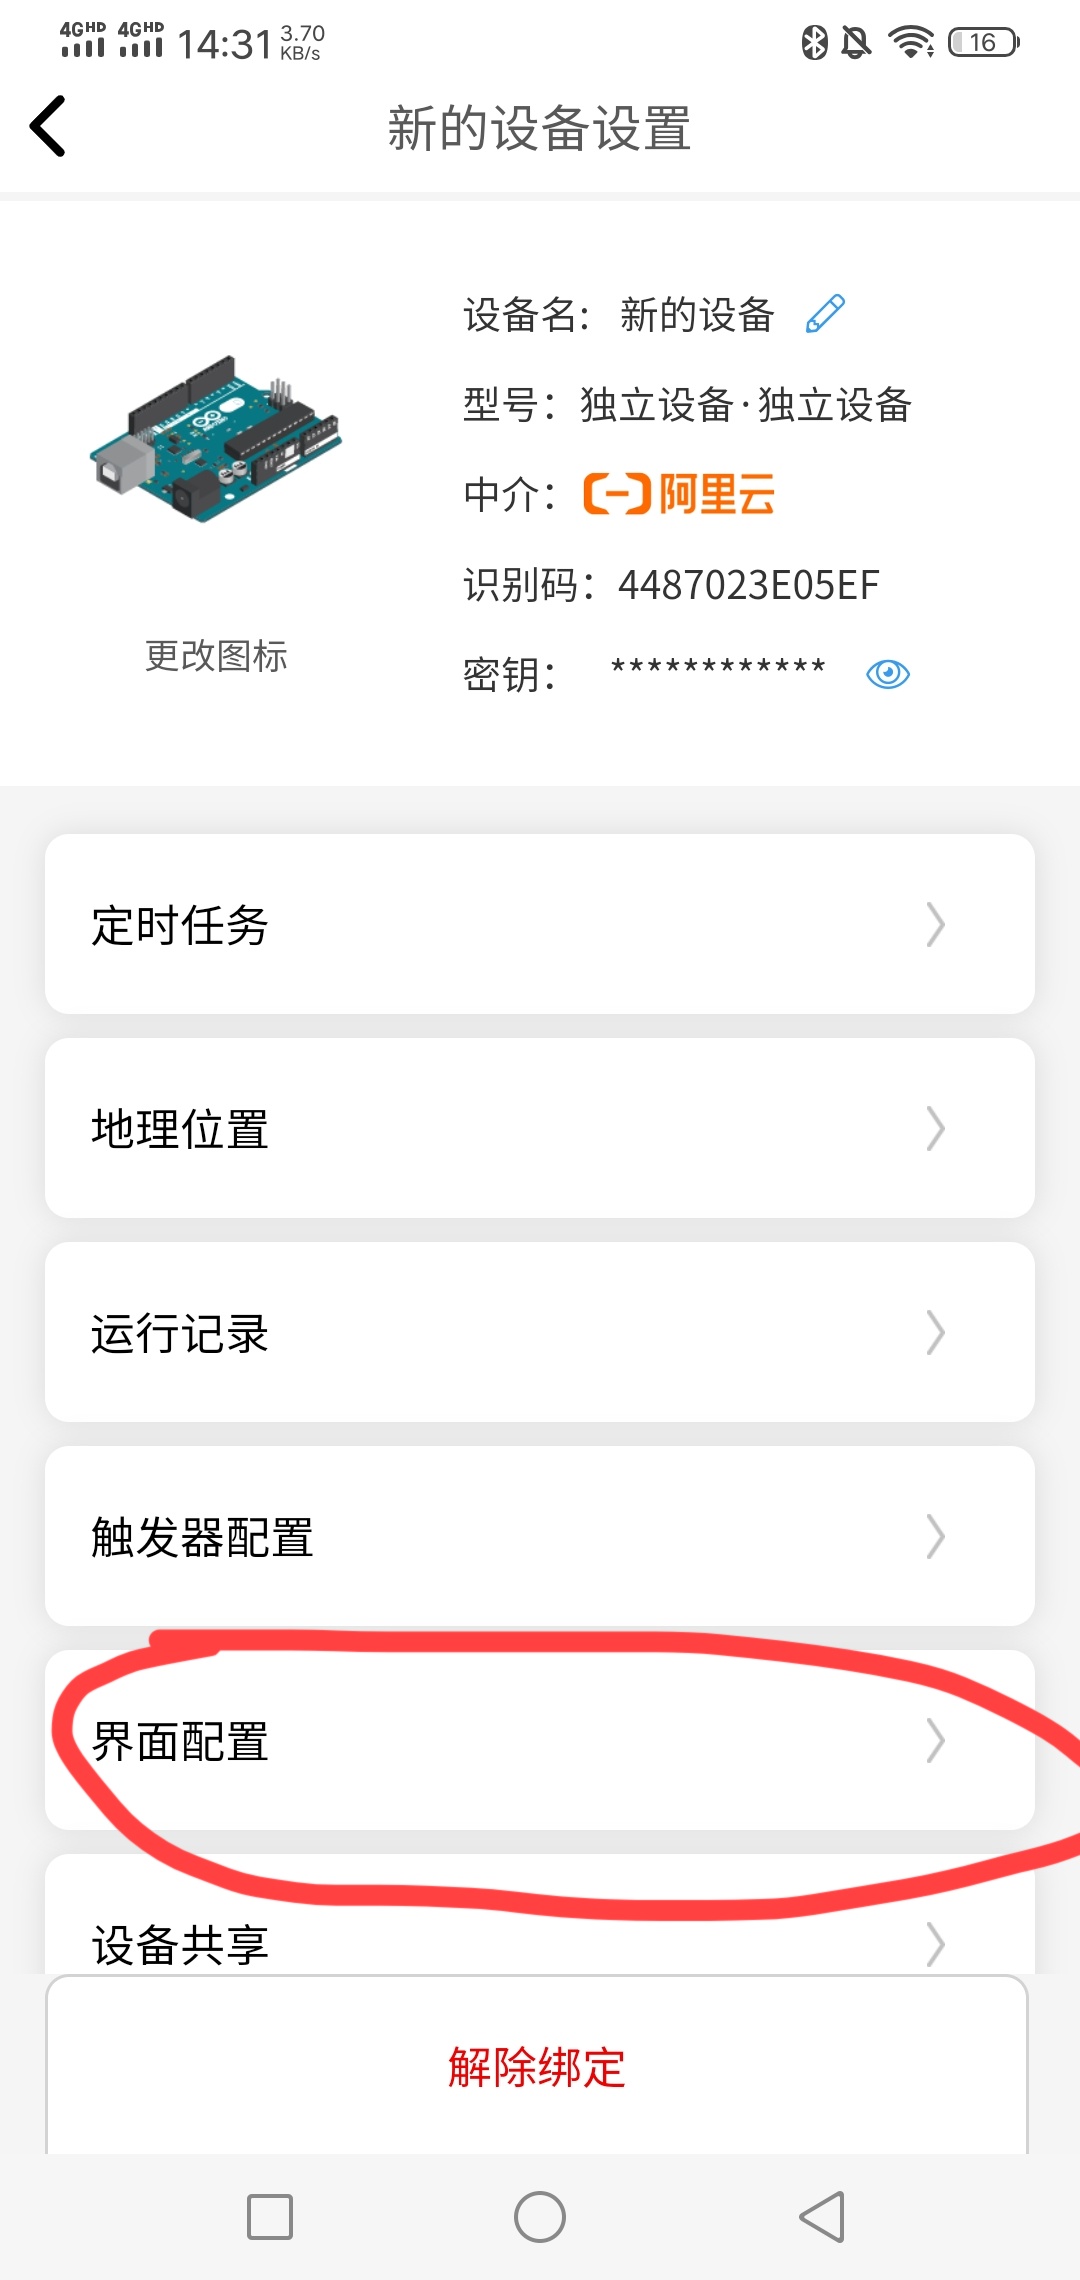 4GHD 4GHD 14:31 3.70 KB/s 16
新的设备设置
设备名: 新的设备
型号：独立设备·独立设备
中介：阿里云
识别码：4487023E05EF
更改图标
密钥： ************
定时任务
地理位置
运行记录
触发器配置
界面配置
设备共享
解除绑定